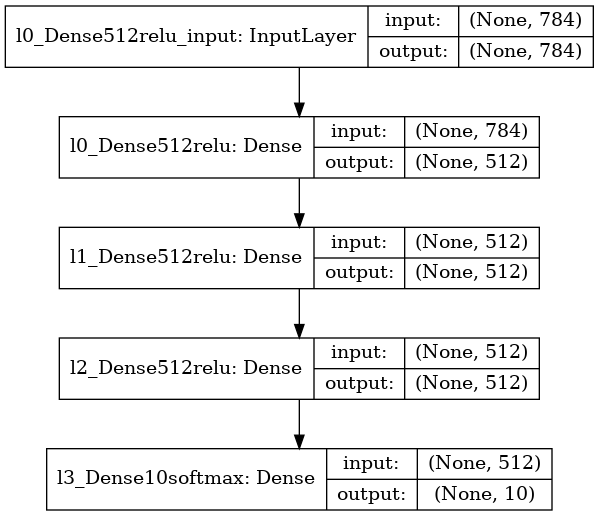 l0_Dense512relu_input: InputLayer
input: (None, 784)
output: (None, 784)
l0_Dense512relu: Dense
input: (None, 784)
output: (None, 512)
l1_Dense512relu: Dense
input: (None, 512)
output: (None, 512)
l2_Dense512relu: Dense
input: (None, 512)
output: (None, 512)
l3_Dense10softmax: Dense
input: (None, 512)
output: (None, 10)